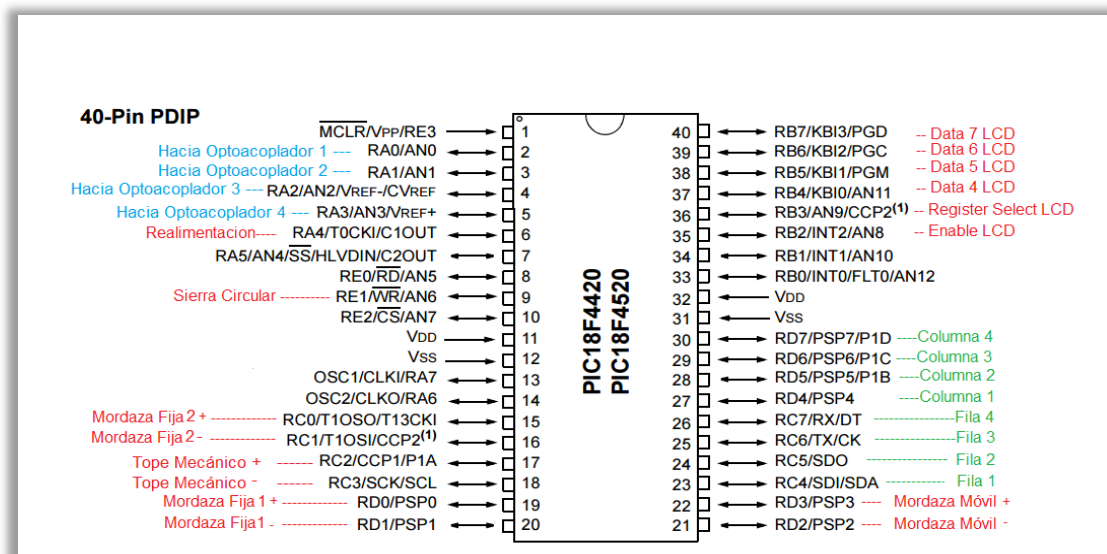 40-Pin PDIP
MCLR/VPP/RE3 1
Hacia Optoacoplador 1 --- RA0/AN0 2
Hacia Optoacoplador 2 --- RA1/AN1 3
Hacia Optoacoplador 3 --- RA2/AN2/VREF-/CVREF 4
Hacia Optoacoplador 4 --- RA3/AN3/VREF+ 5
Realimentacion---- RA4/T0CKI/C1OUT 6
RA5/AN4/SS/HLVDIN/C2OUT 7
RE0/RD/AN5 8
Sierra Circular ---------- RE1/WR/AN6 9
RE2/CS/AN7 10
VDD 11
VSS 12
OSC1/CLKI/RA7 13
OSC2/CLKO/RA6 14
Mordaza Fija2+ ------------- RC0/T1OSO/T13CKI 15
Mordaza Fija2- ------------- RC1/T1OSI/CCP2(1) 16
Tope Mecánico + ------ RC2/CCP1/P1A 17
Tope Mecánico - ------ RC3/SCK/SCL 18
Mordaza Fija 1+ ------------ RD0/PSP0 19
Mordaza Fija1 - ------------ RD1/PSP1 20
PIC18F4420
PIC18F4520
40 RB7/KBI3/PGD -- Data 7 LCD
39 RB6/KBI2/PGC -- Data 6 LCD
38 RB5/KBI1/PGM -- Data 5 LCD
37 RB4/KBI0/AN11 -- Data 4 LCD
36 RB3/AN9/CCP2(1) -- Register Select LCD
35 RB2/INT2/AN8 -- Enable LCD
34 RB1/INT1/AN10
33 RB0/INT0/FLT0/AN12
32 VDD
31 VSS
30 RD7/PSP7/P1D ----Columna 4
29 RD6/PSP6/P1C ----Columna 3
28 RD5/PSP5/P1B ----Columna 2
27 RD4/PSP4 ----Columna 1
26 RC7/RX/DT ----------------Fila 4
25 RC6/TX/CK --------------- Fila 3
24 RC5/SDO --------------- Fila 2
23 RC4/SDI/SDA ----------- Fila 1
22 RD3/PSP3 ---- Mordaza Móvil +
21 RD2/PSP2 ---- Mordaza Móvil -